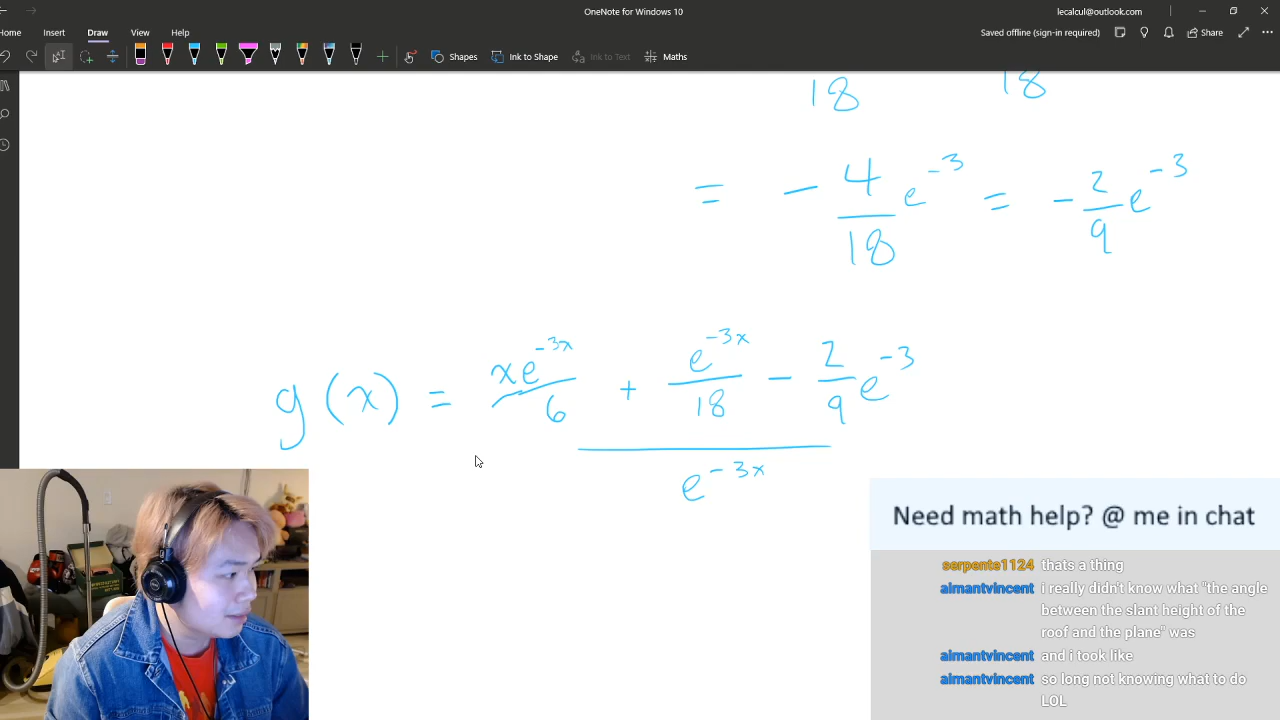 OneNote for Windows 10
lecalcul@outlook.com
Home Insert Draw View Help
Saved offline (sign-in required) Share
Shapes Ink to Shape Ink to Text Maths
18 18
= - 4/18 e^-3 = - 2/9 e^-3
g(x) = xe^-3x/6 + e^-3x/18 - 2/9 e^-3
e^-3x
Need math help? @ me in chat
serpente1124 thats a thing
aimantvincent i really didn't know what "the angle
between the slant height of the
roof and the plane" was
aimantvincent and i took like
aimantvincent so long not knowing what to do
LOL